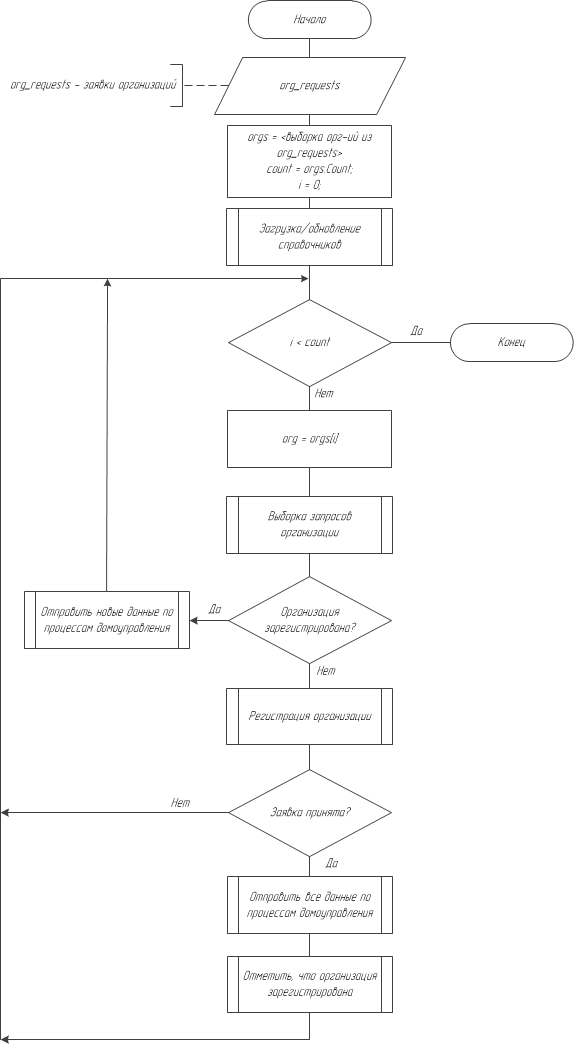 Начало
org_requests – заявки организаций
org_requests
orgs = <выборка орг-ий из
org_requests>
count = orgs.Count;
i = 0;
Загрузка/обновление
справочников
i < count
Да
Конец
Нет
org = orgs[i]
Выборка запросов
организации
Отправить новые данные по
процессам домоуправления
Да
Организация
зарегистрирована?
Нет
Регистрация организации
Нет
Заявка принята?
Да
Отправить все данные по
процессам домоуправления
Отметить, что организация
зарегистрирована